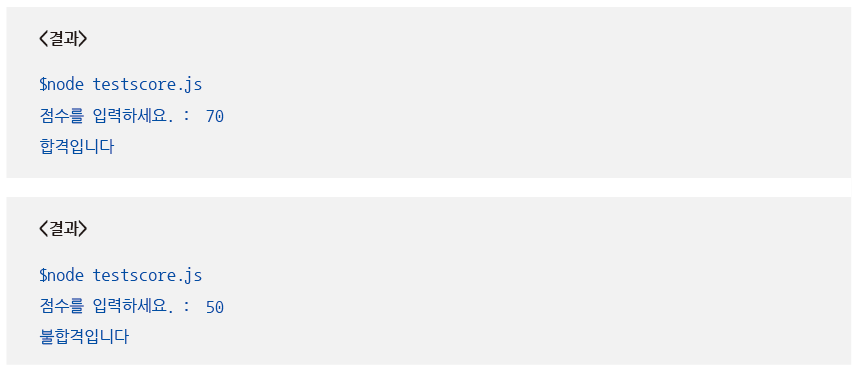 <결과>
$node testscore.js
점수를 입력하세요. : 70
합격입니다
<결과>
$node testscore.js
점수를 입력하세요. : 50
불합격입니다